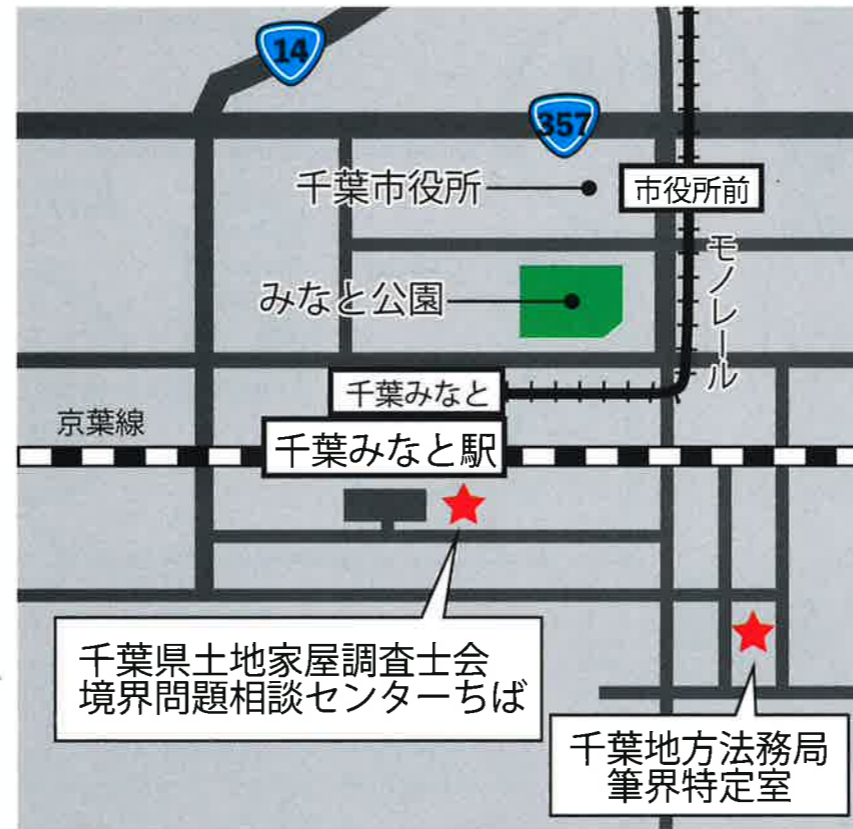 14
357
千葉市役所
市役所前
モノレール
みなと公園
千葉みなと
京葉線
千葉みなと駅
千葉県土地家屋調査士会
境界問題相談センターちば
千葉地方法務局
筆界特定室